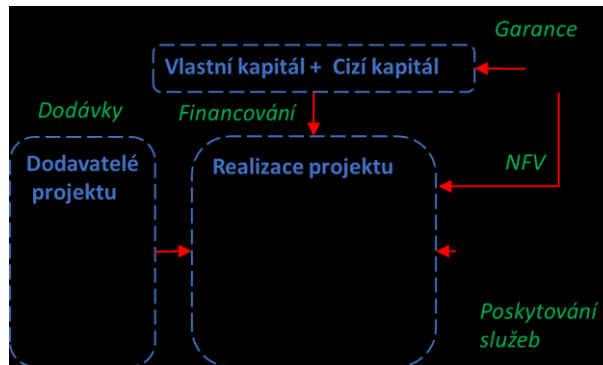 Garance
Vlastní kapitál + Cizí kapitál
Dodávky
Financování
Dodavatelé
projektu
Realizace projektu
NFV
Poskytování
služeb